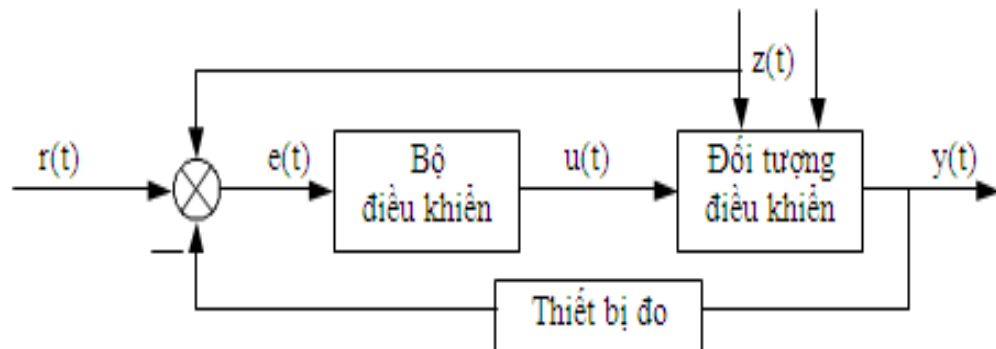 z(t)
r(t)
e(t)
Bộ
điều khiển
u(t)
Đối tượng
điều khiển
y(t)
Thiết bị đo